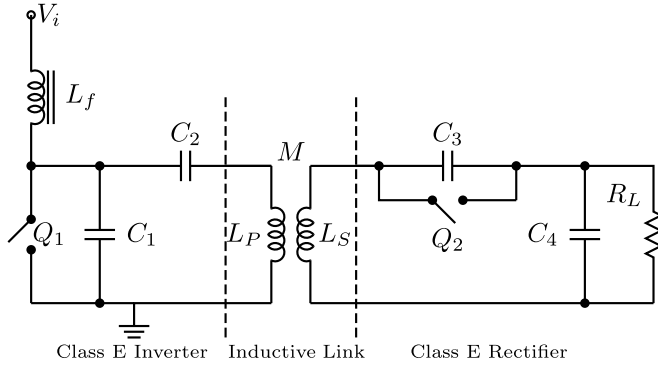 V_i
L_f
C_2
M
C_3
R_L
Q_1
C_1
L_P
L_S
Q_2
C_4
Class E Inverter
Inductive Link
Class E Rectifier